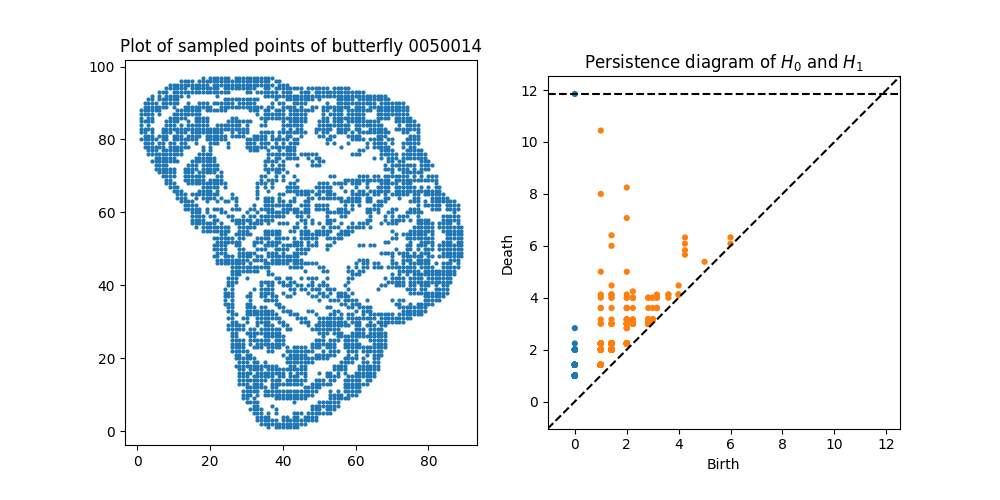 Plot of sampled points of butterfly 0050014
100
80
60
40
20
0
0 20 40 60 80
Persistence diagram of H₀ and H₁
12
10
8
6
4
2
0
Death
0 2 4 6 8 10 12
Birth